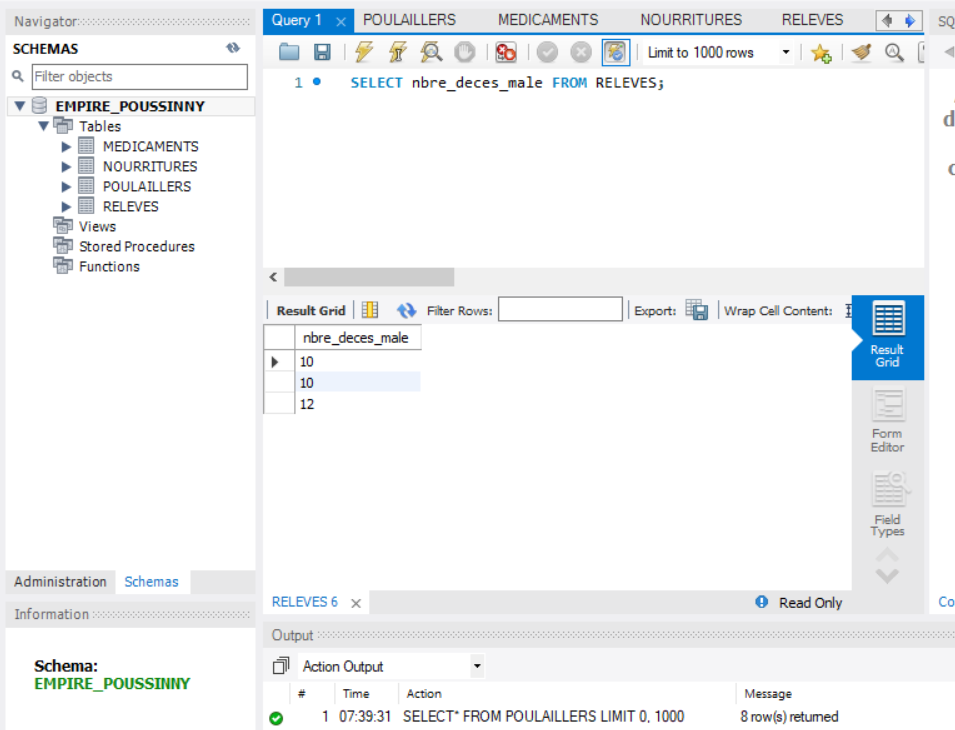 Navigator
Query 1 × POULAILLERS MEDICAMENTS NOURRITURES RELEVES SQ
SCHEMAS
Filter objects
Limit to 1000 rows
1 SELECT nbre_deces_male FROM RELEVES;
EMPIRE_POUSSINNY
Tables
MEDICAMENTS
NOURRITURES
POULAILLERS
RELEVES
Views
Stored Procedures
Functions
Result Grid Filter Rows: Export: Wrap Cell Content:
nbre_deces_male
10
10
12
Result
Grid
Form
Editor
Field
Types
Administration Schemas
RELEVES 6 × Read Only Co
Information
Output
Action Output
Schema:
EMPIRE_POUSSINNY
# Time Action Message
1 07:39:31 SELECT* FROM POULAILLERS LIMIT 0, 1000 8 row(s) returned